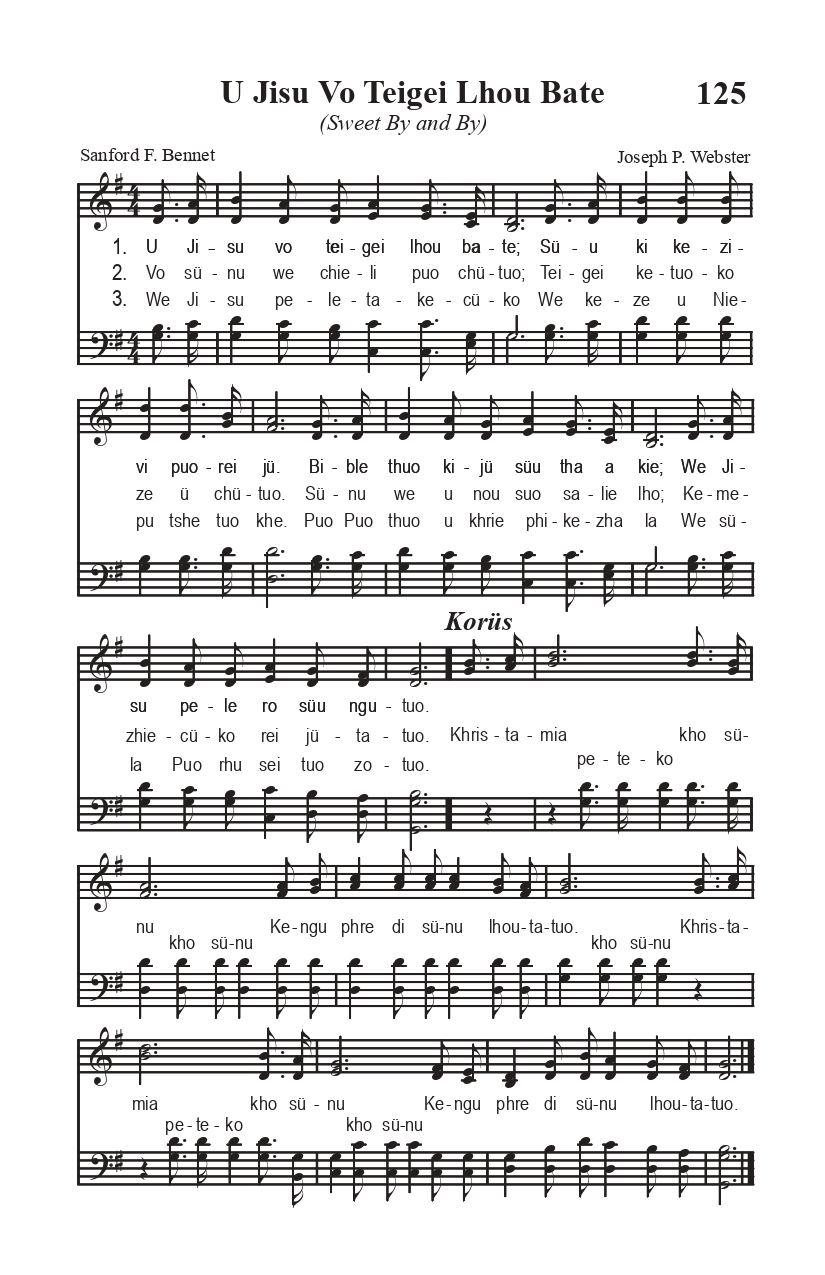 U Jisu Vo Teigei Lhou Bate 125
(Sweet By and By)
Sanford F. Bennet Joseph P. Webster
1. U Ji - su vo tei - gei lhou ba - te; Sü - u ki ke - zi -
2. Vo sü - nu we chie - li puo chü - tuo; Tei - gei ke - tuo - ko
3. We Ji - su pe - le - ta - ke - cü - ko We ke - ze u Nie -
vi puo - rei jü. Bi - ble thuo ki - jü süu tha a kie; We Ji -
ze ü chü - tuo. Sü - nu we u nou suo sa - lie lho; Ke - me -
pu tshe tuo khe. Puo Puo thuo u khrie phi - ke - zha la We sü -
Korüs
su pe - le ro süu ngu - tuo.
zhie - cü - ko rei jü - ta - tuo. Khris - ta - mia kho sü -
la Puo rhu sei tuo zo - tuo. pe - te - ko
nu Ke - ngu phre di sü - nu lhou - ta - tuo. Khris - ta -
kho sü - nu kho sü - nu
mia kho sü - nu Ke - ngu phre di sü - nu lhou - ta - tuo.
pe - te - ko kho sü - nu